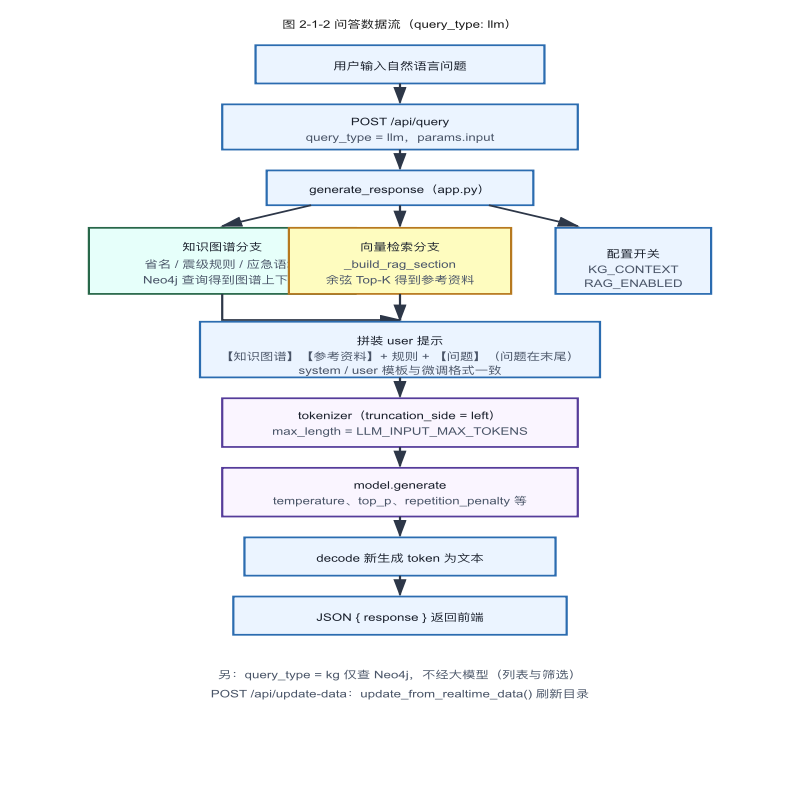 图 2-1-2 问答数据流（query_type: llm）
用户输入自然语言问题
POST /api/query
query_type = llm，params.input
generate_response（app.py）
知识图谱分支
省名 / 震级规则 / 应急语
Neo4j 查询得到图谱上下
向量检索分支
_build_rag_section
余弦 Top-K 得到参考资料
配置开关
KG_CONTEXT
RAG_ENABLED
拼装 user 提示
【知识图谱】【参考资料】+ 规则 + 【问题】（问题在末尾）
system / user 模板与微调格式一致
tokenizer（truncation_side = left）
max_length = LLM_INPUT_MAX_TOKENS
model.generate
temperature、top_p、repetition_penalty 等
decode 新生成 token 为文本
JSON { response } 返回前端
另：query_type = kg 仅查 Neo4j，不经大模型（列表与筛选）
POST /api/update-data：update_from_realtime_data() 刷新目录